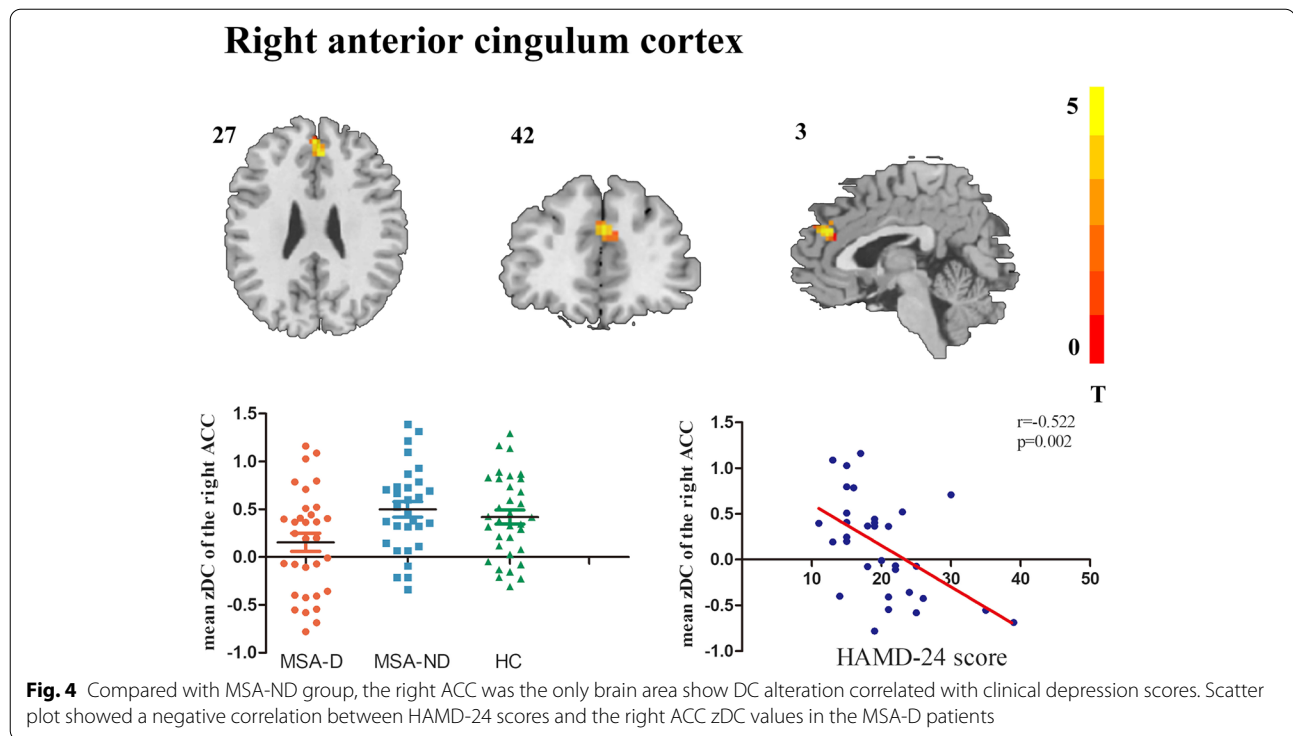 Right anterior cingulum cortex
27
42
3
5
0
T
mean zDC of the right ACC
1.5
1.0
0.5
0.0
-0.5
-1.0
MSA-D MSA-ND HC
mean zDC of the right ACC
1.5
1.0
0.5
0.0
-0.5
-1.0
10 20 30 40 50
r=-0.522
p=0.002
HAMD-24 score
Fig. 4 Compared with MSA-ND group, the right ACC was the only brain area show DC alteration correlated with clinical depression scores. Scatter
plot showed a negative correlation between HAMD-24 scores and the right ACC zDC values in the MSA-D patients